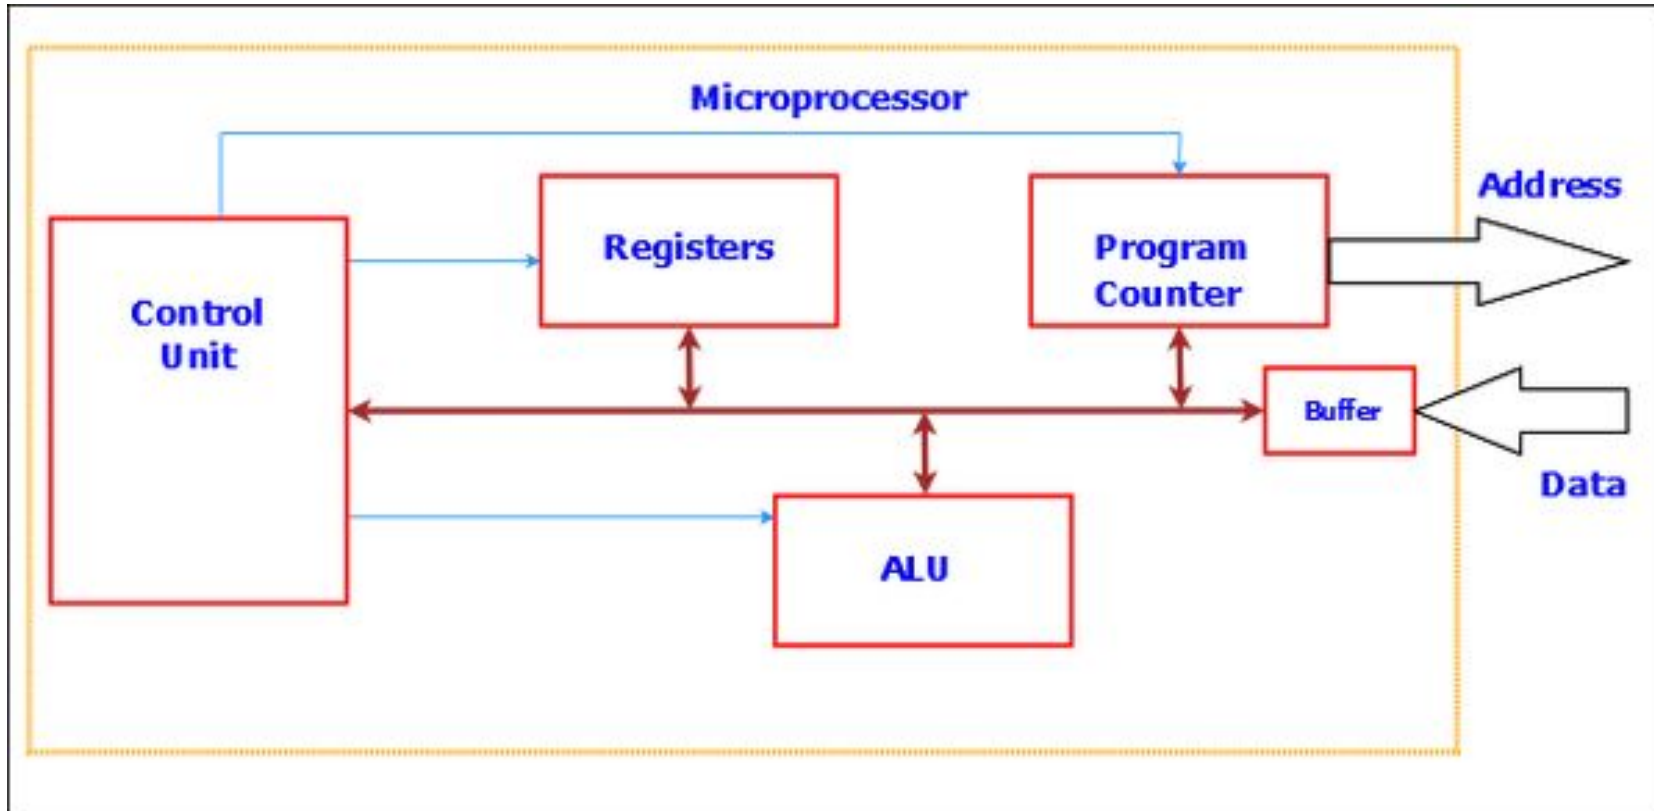 Microprocessor
Address
Registers
Program
Counter
Control
Unit
Buffer
Data
ALU